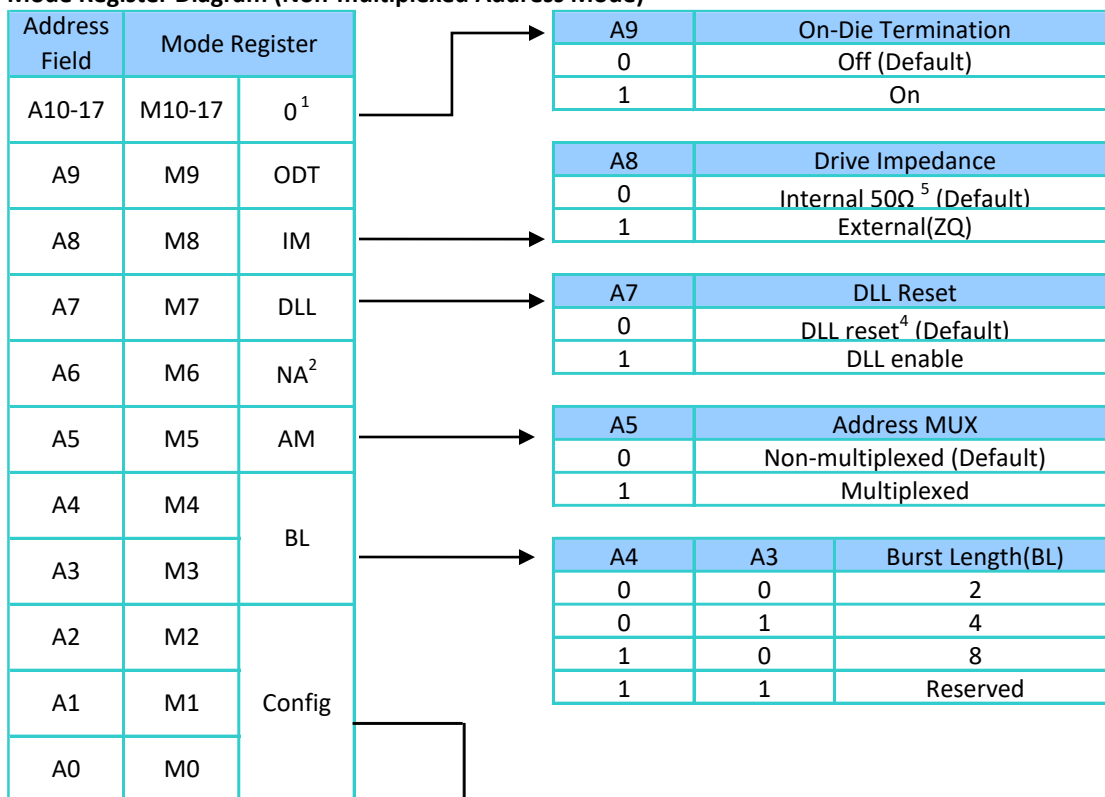 Mode Register Diagram (Non-multiplexed Address Mode)
Address Field Mode Register
A10-17 M10-17 0¹
A9 M9 ODT
A8 M8 IM
A7 M7 DLL
A6 M6 NA²
A5 M5 AM
A4 M4 BL
A3 M3
A2 M2 Config
A1 M1
A0 M0
A9 On-Die Termination
0 Off (Default)
1 On
A8 Drive Impedance
0 Internal 50Ω ⁵ (Default)
1 External(ZQ)
A7 DLL Reset
0 DLL reset⁴ (Default)
1 DLL enable
A5 Address MUX
0 Non-multiplexed (Default)
1 Multiplexed
A4 A3 Burst Length(BL)
0 0 2
0 1 4
1 0 8
1 1 Reserved